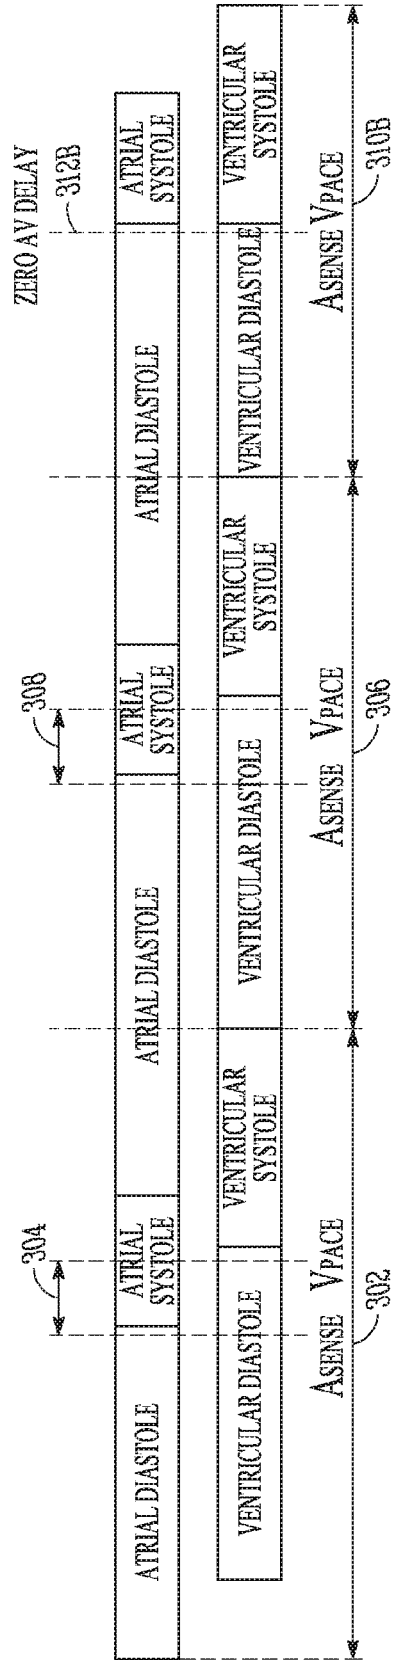 ZERO AV DELAY
304
308
312B
ATRIAL DIASTOLE
ATRIAL
SYSTOLE
ATRIAL DIASTOLE
ATRIAL
SYSTOLE
ATRIAL DIASTOLE
ATRIAL
SYSTOLE
VENTRICULAR DIASTOLE
VENTRICULAR
SYSTOLE
VENTRICULAR DIASTOLE
VENTRICULAR
SYSTOLE
VENTRICULAR DIASTOLE
VENTRICULAR
SYSTOLE
ASENSE VPACE
ASENSE VPACE
ASENSE VPACE
302
306
310B